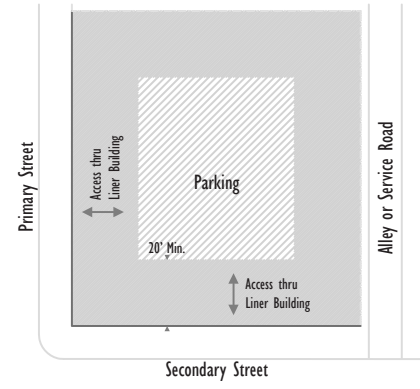 Primary Street
Access thru
Liner Building
Parking
20' Min.
Access thru
Liner Building
Alley or Service Road
Secondary Street